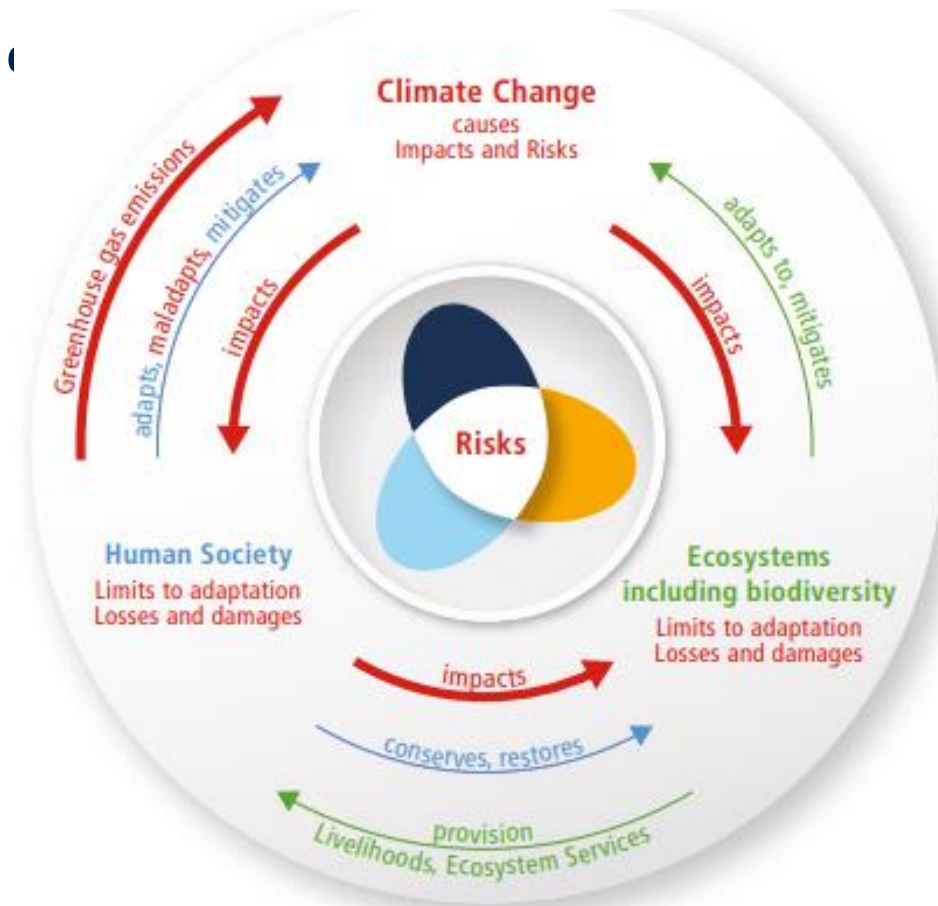 Climate Change
causes
Impacts and Risks
Greenhouse gas emissions
adapts, maladapts, mitigates
impacts
impacts
adapts to, mitigates
Risks
Human Society
Limits to adaptation
Losses and damages
Ecosystems
including biodiversity
Limits to adaptation
Losses and damages
impacts
conserves, restores
provision
Livelihoods, Ecosystem Services